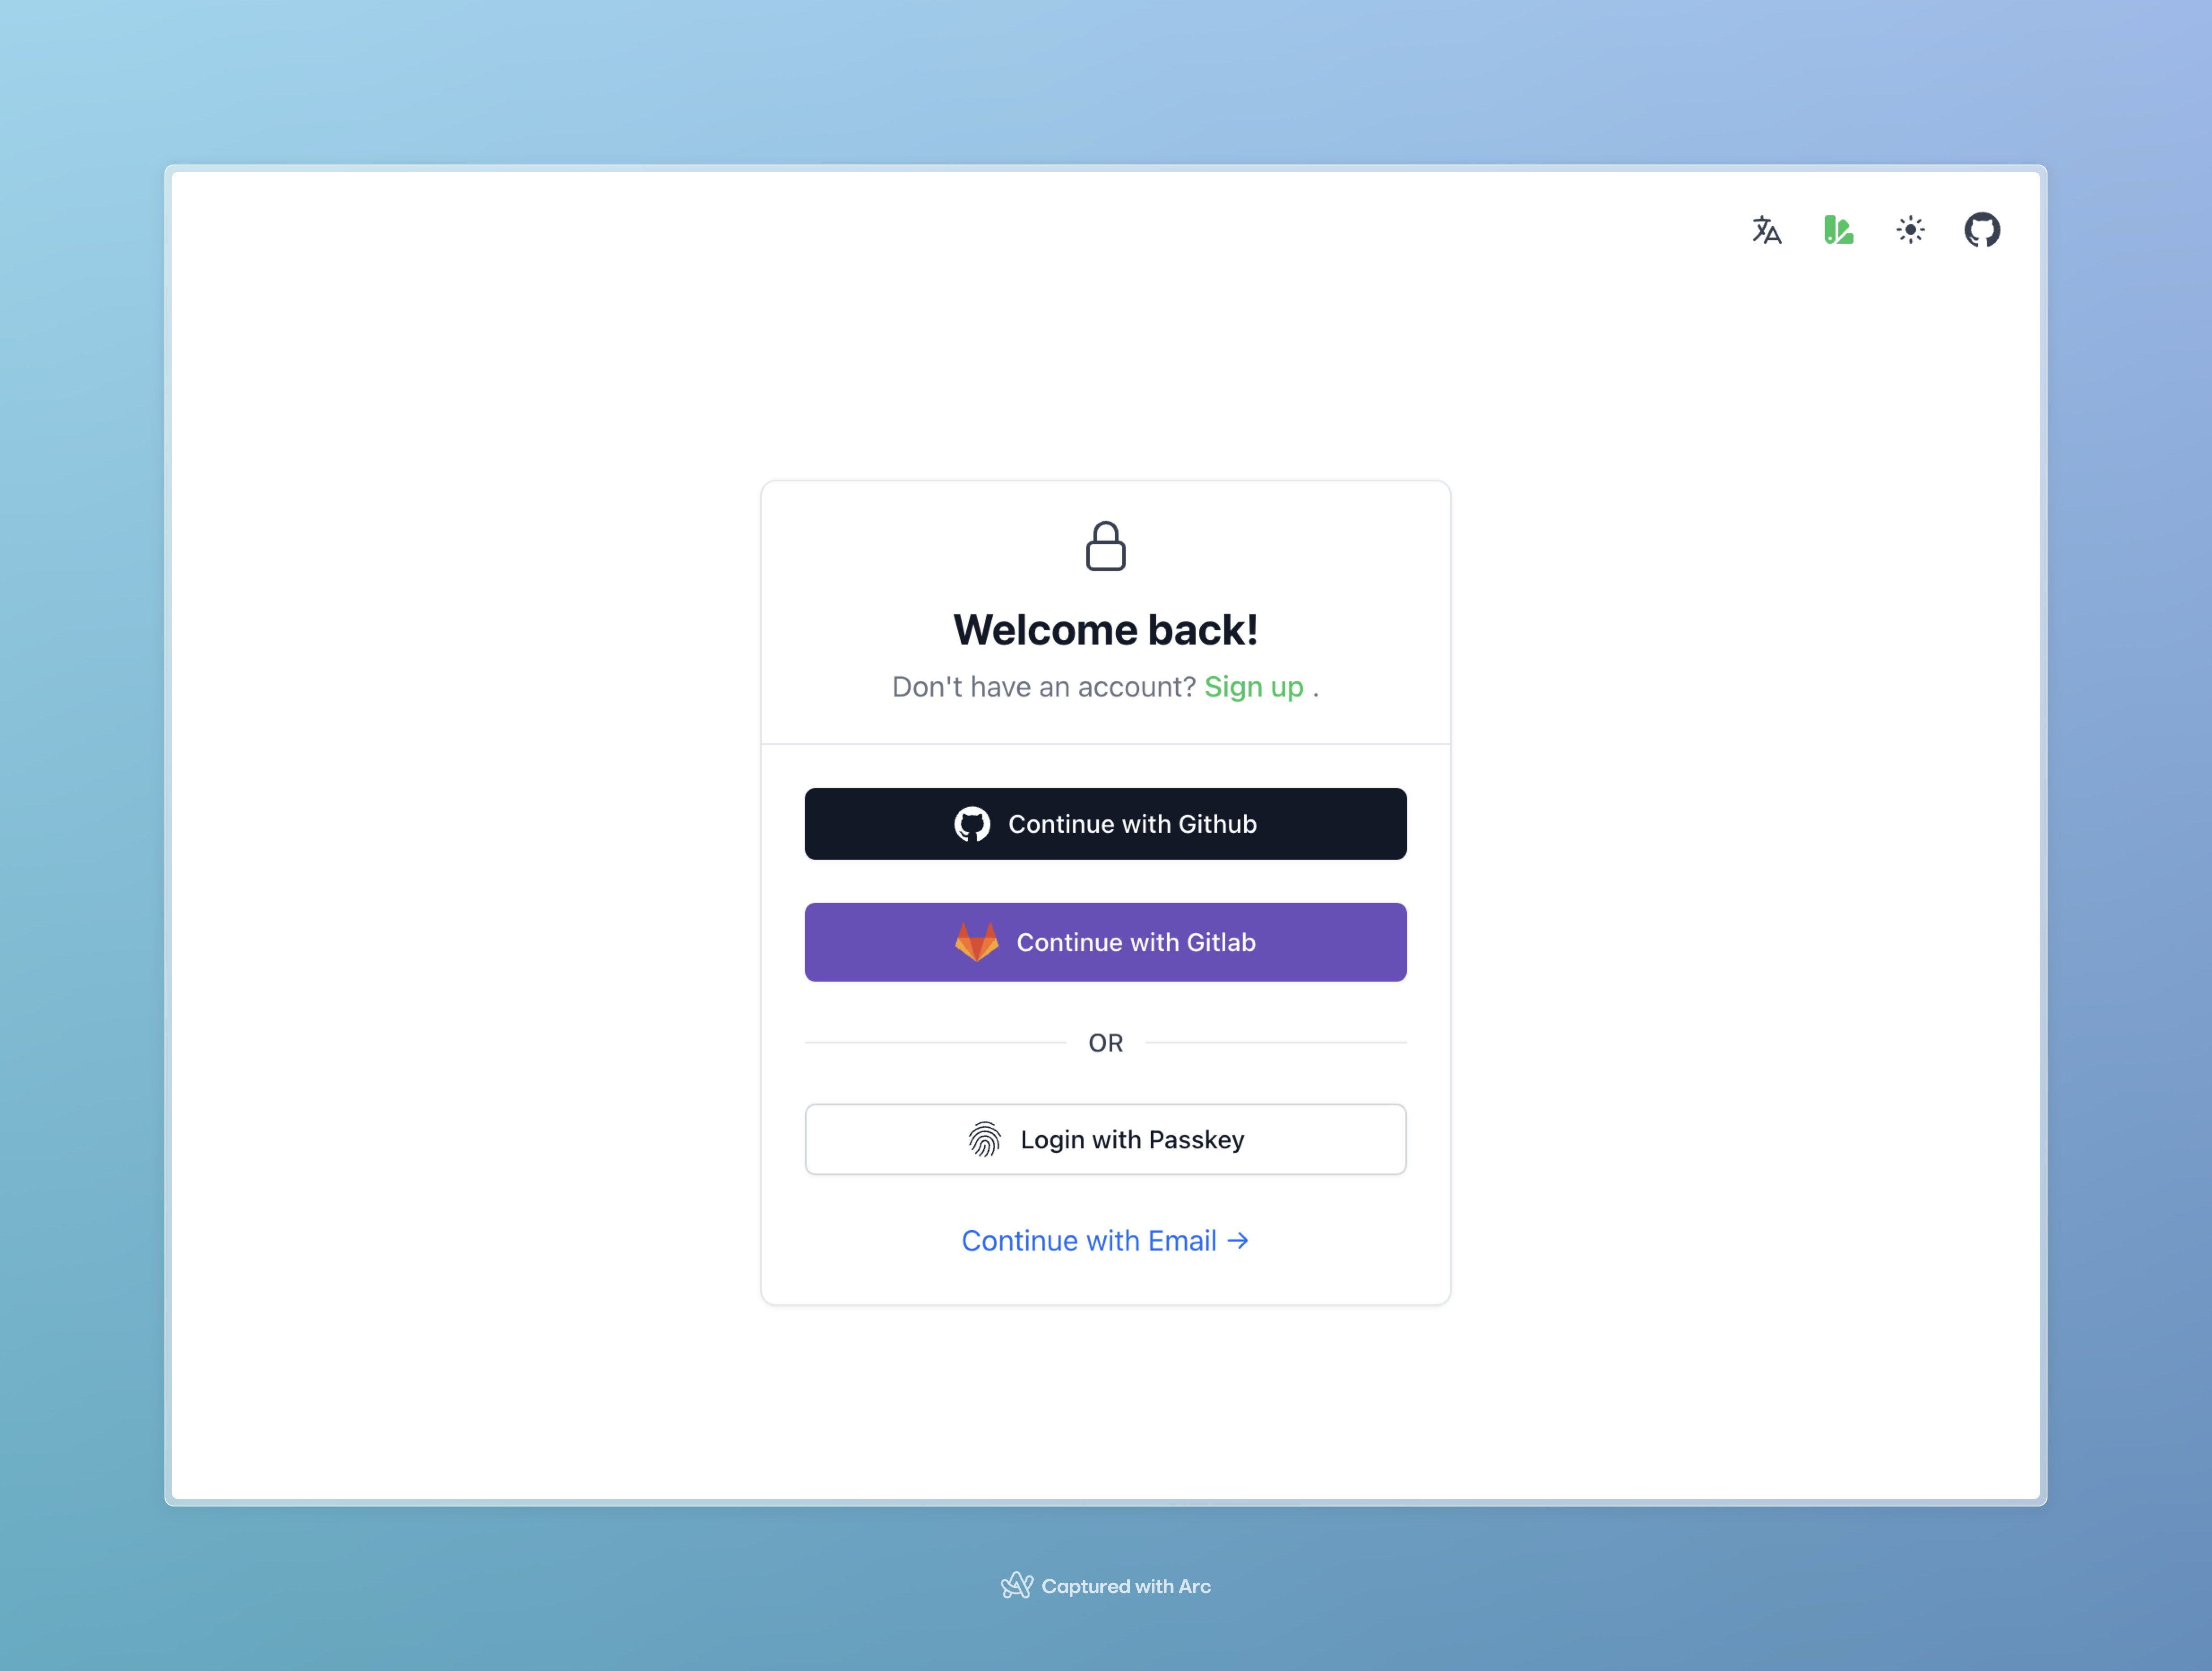 Welcome back!
Don't have an account? Sign up .
Continue with Github
Continue with Gitlab
OR
Login with Passkey
Continue with Email →
Captured with Arc